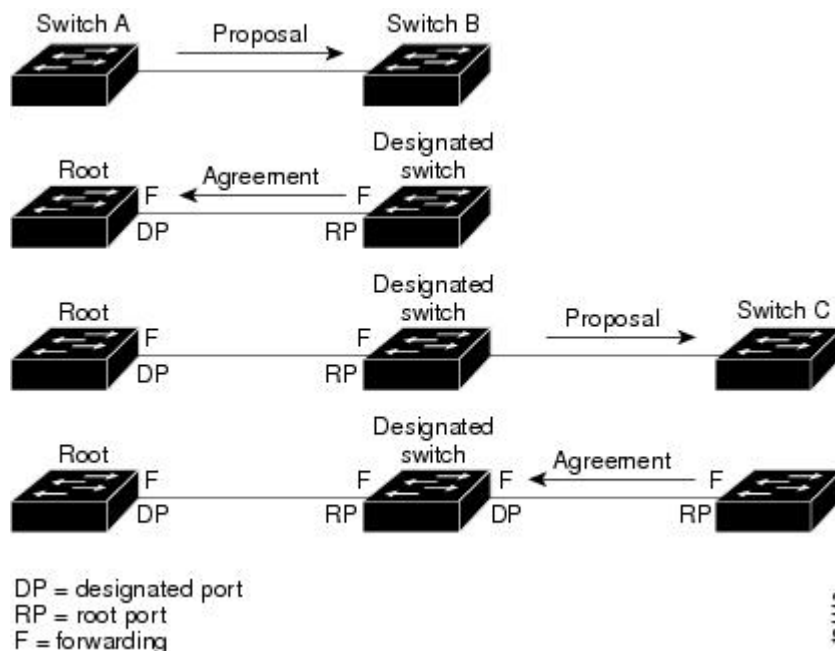 Switch A
Proposal
Switch B
Root
F
Agreement
F
Designated
switch
DP
RP
Root
F
F
Designated
switch
Proposal
Switch C
DP
RP
Root
F
F
Designated
switch
F
Agreement
F
DP
RP
DP
RP
DP = designated port
RP = root port
F = forwarding